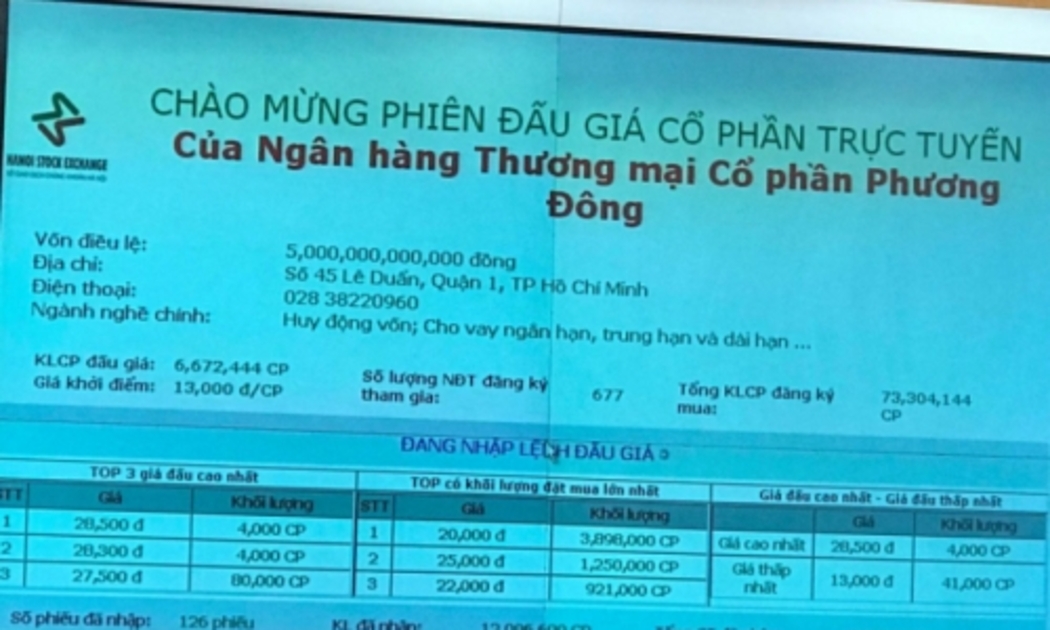 CHÀO MỪNG PHIÊN ĐẤU GIÁ CỔ PHẦN TRỰC TUYẾN
HANOI STOCK EXCHANGE
Của Ngân hàng Thương mại Cổ phần Phương
Đông
Vốn điều lệ: 5,000,000,000,000 đồng
Địa chỉ: Số 45 Lê Duẩn, Quận 1, TP Hồ Chí Minh
Điện thoại: 028 38220960
Ngành nghề chính: Huy động vốn; Cho vay ngắn hạn, trung hạn và dài hạn ...
KLCP đấu giá: 6,672,444 CP
Giá khởi điểm: 13,000 đ/CP
Số lượng NĐT đăng ký
tham gia: 677
Tổng KLCP đăng ký
mua: 73,304,144
CP
ĐANG NHẬP LỆNH ĐẤU GIÁ
TOP 3 giá đấu cao nhất
STT Giá Khối lượng
1 28,500 đ 4,000 CP
2 28,300 đ 4,000 CP
3 27,500 đ 80,000 CP
TOP có khối lượng đặt mua lớn nhất
STT Giá Khối lượng
1 20,000 đ 3,898,000 CP
2 25,000 đ 1,250,000 CP
3 22,000 đ 921,000 CP
Giá đấu cao nhất - Giá đấu thấp nhất
Giá Khối lượng
Giá cao nhất 28,500 đ 4,000 CP
Giá thấp
nhất 13,000 đ 41,000 CP
Số phiếu đã nhập: 126 phiếu